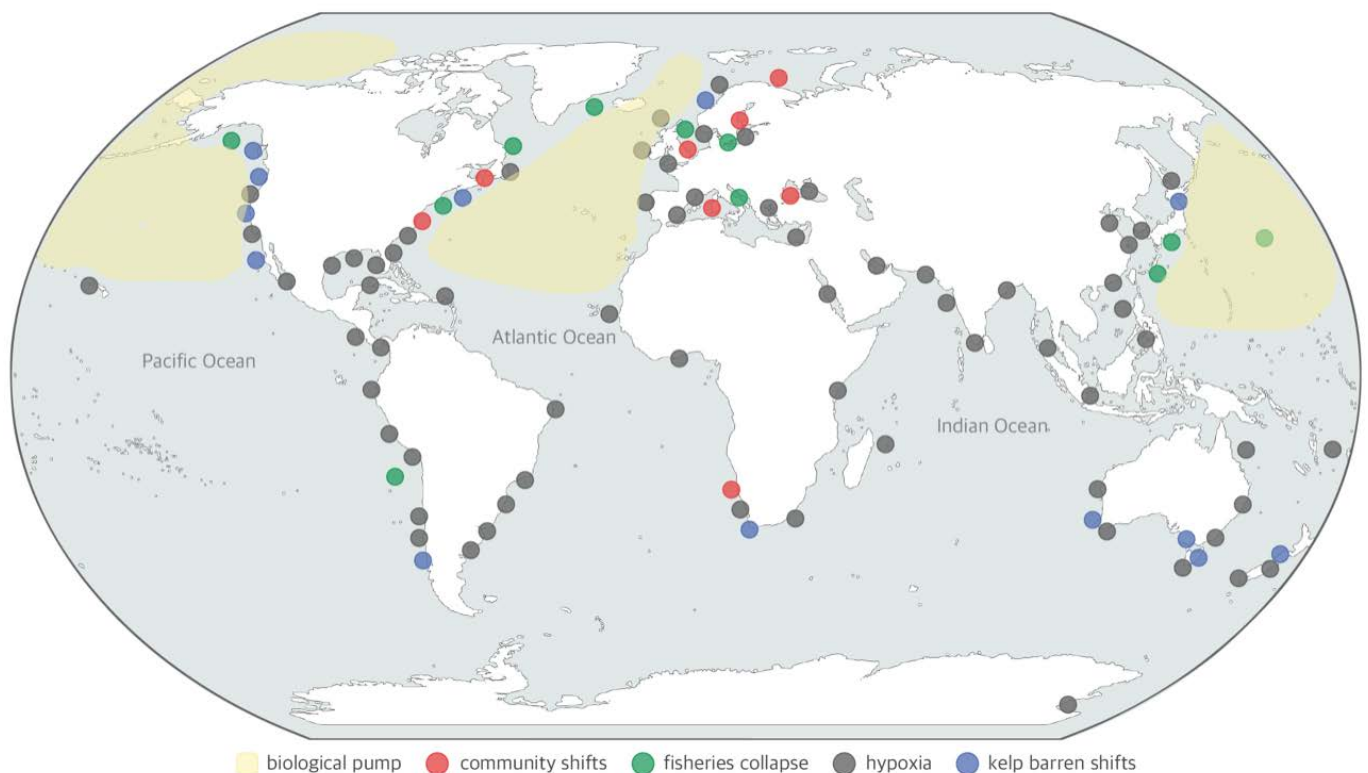 Atlantic Ocean
Pacific Ocean
Indian Ocean
biological pump community shifts fisheries collapse hypoxia kelp barren shifts